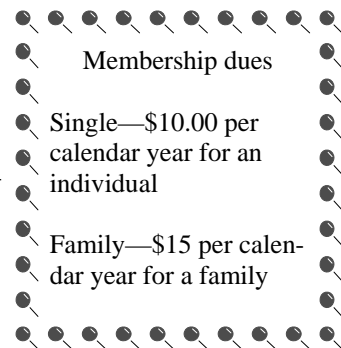 Membership dues
Single—$10.00 per
calendar year for an
individual
Family—$15 per calen-
dar year for a family